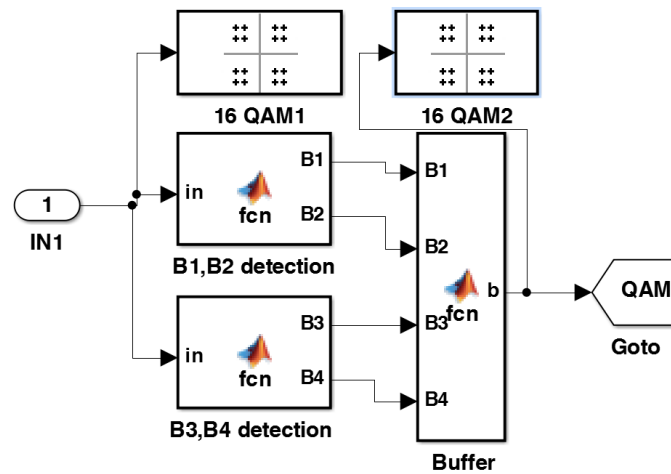 16 QAM1
16 QAM2
1
IN1
in
fcn
B1
B2
B1,B2 detection
in
fcn
B3
B4
B3,B4 detection
B1
B2
B3
B4
fcn
b
Buffer
QAM
Goto